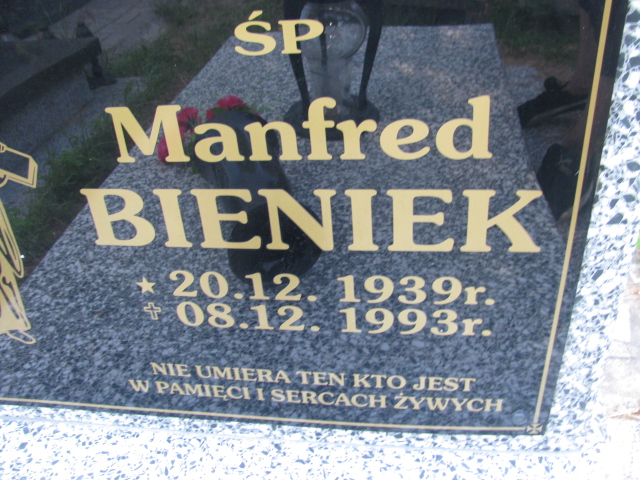 ŚP
Manfred
BIENIEK
★ 20.12. 1939r.
✝ 08.12. 1993r.
NIE UMIERA TEN KTO JEST
W PAMIĘCI I SERCACH ŻYWYCH